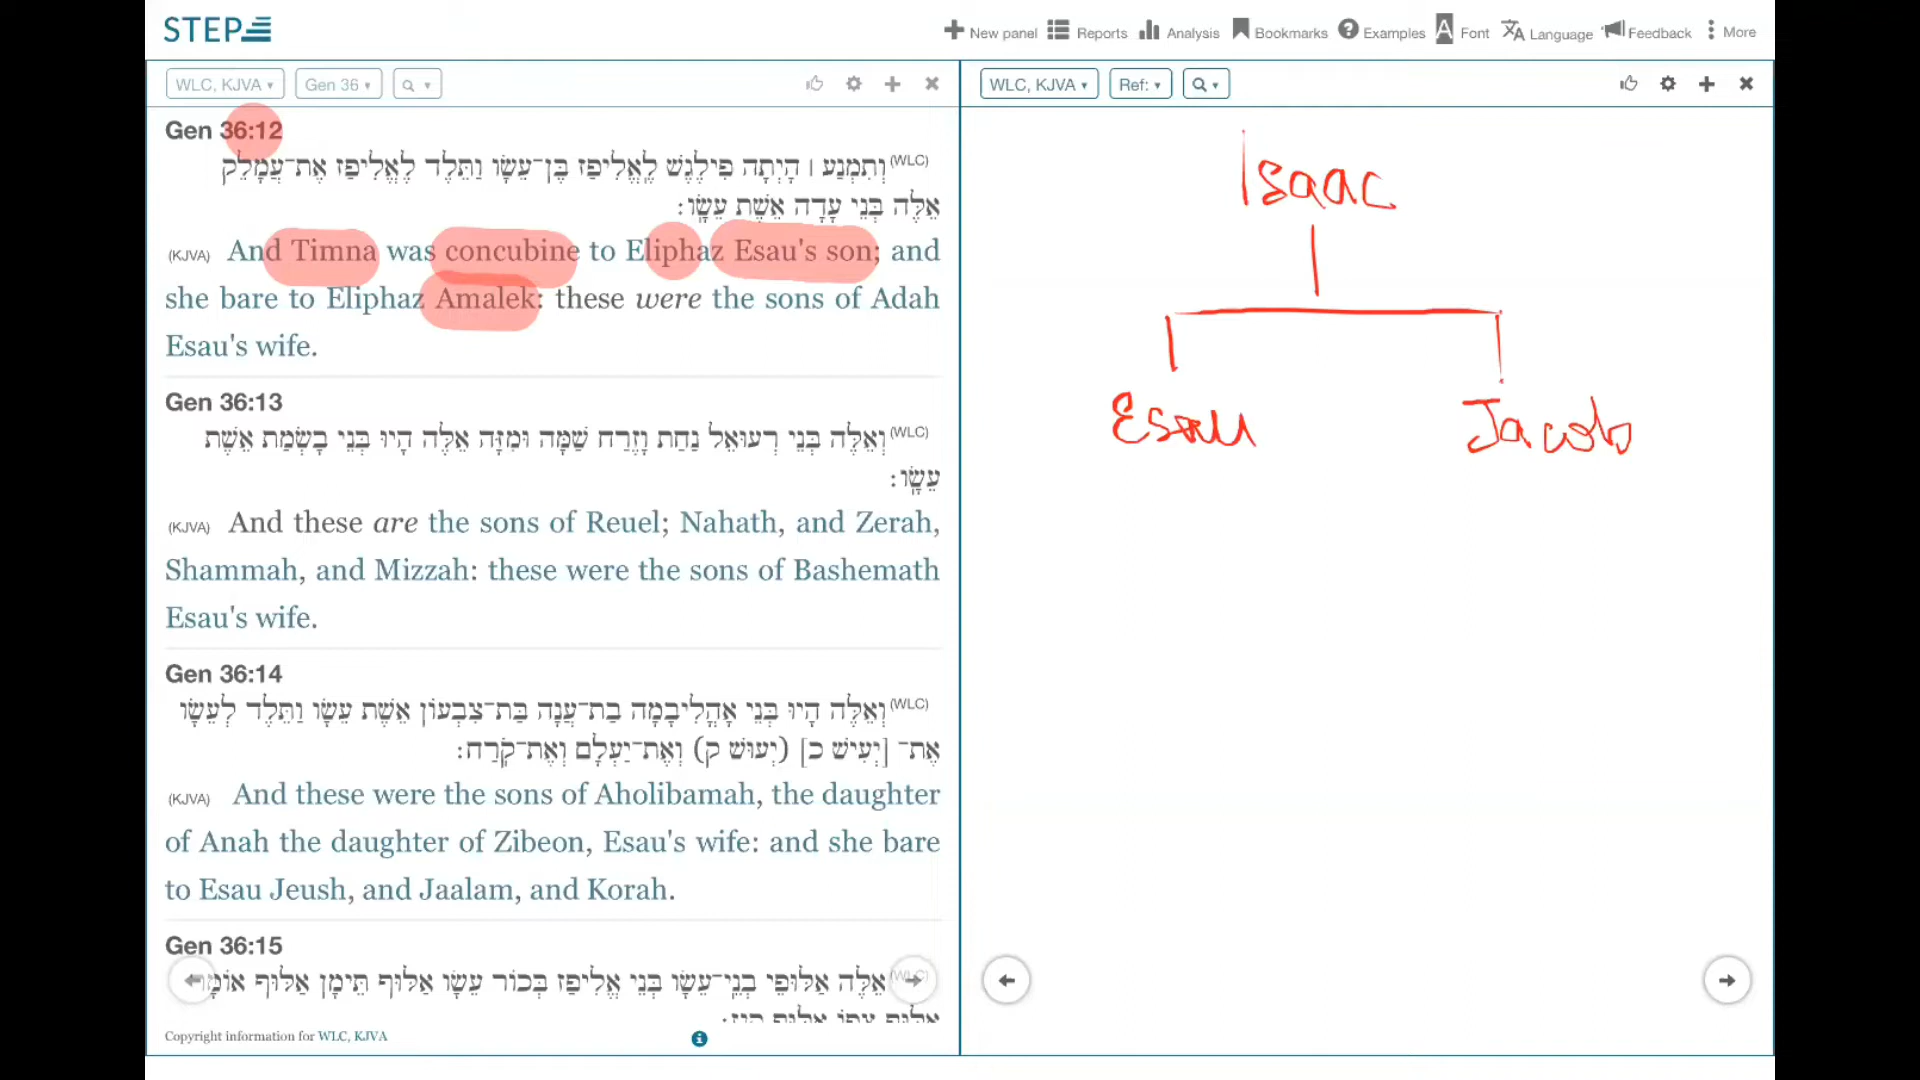 STEP
New panel Reports Analysis Bookmarks Examples Font Language Feedback More
WLC, KJVA Gen 36
WLC, KJVA Ref:
Gen 36:12
(WLC) וְתִמְנַע ׀ הָיְתָה פִילֶגֶשׁ לֶאֱלִיפַז בֶּן־עֵשָׂו וַתֵּלֶד לֶאֱלִיפַז אֶת־עֲמָלֵק
אֵלֶּה בְּנֵי עָדָה אֵשֶׁת עֵשָׂו׃
(KJVA) And Timna was concubine to Eliphaz Esau's son; and
she bare to Eliphaz Amalek: these were the sons of Adah
Esau's wife.
Gen 36:13
(WLC) וְאֵלֶּה בְּנֵי רְעוּאֵל נַחַת וָזֶרַח שַׁמָּה וּמִזָּה אֵלֶּה הָיוּ בְּנֵי בָשְׂמַת אֵשֶׁת
עֵשָׂו׃
(KJVA) And these are the sons of Reuel; Nahath, and Zerah,
Shammah, and Mizzah: these were the sons of Bashemath
Esau's wife.
Gen 36:14
(WLC) וְאֵלֶּה הָיוּ בְּנֵי אָהֳלִיבָמָה בַת־עֲנָה בַּת־צִבְעוֹן אֵשֶׁת עֵשָׂו וַתֵּלֶד לְעֵשָׂו
אֶת־ [יְעִישׁ כ] (יְעוּשׁ ק) וְאֶת־יַעְלָם וְאֶת־קֹרַח׃
(KJVA) And these were the sons of Aholibamah, the daughter
of Anah the daughter of Zibeon, Esau's wife: and she bare
to Esau Jeush, and Jaalam, and Korah.
Gen 36:15
(WLC) אֵלֶּה אַלּוּפֵי בְנֵי־עֵשָׂו בְּנֵי אֱלִיפַז בְּכוֹר עֵשָׂו אַלּוּף תֵּימָן אַלּוּף אוֹמָר
Copyright information for WLC, KJVA
Isaac
Esau Jacob